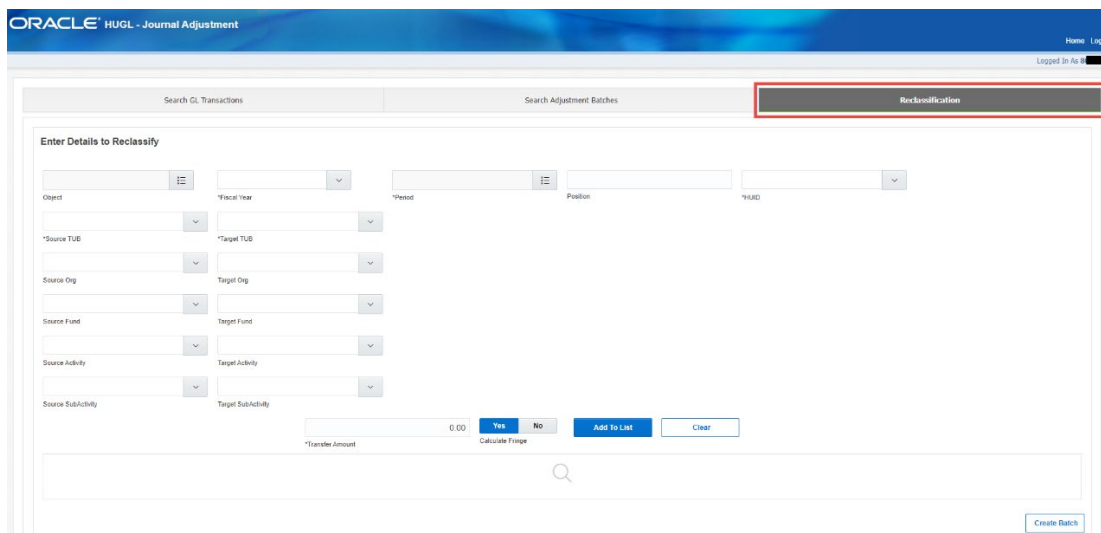 ORACLE® HUGL - Journal Adjustment
Home Log
Logged In As 8
Search GL Transactions Search Adjustment Batches Reclassification
Enter Details to Reclassify
Object *Fiscal Year *Period Position *HUID
*Source TUB *Target TUB
Source Org Target Org
Source Fund Target Fund
Source Activity Target Activity
Source SubActivity Target SubActivity
0.00 Yes No Add To List Clear
*Transfer Amount Calculate Fringe
Create Batch